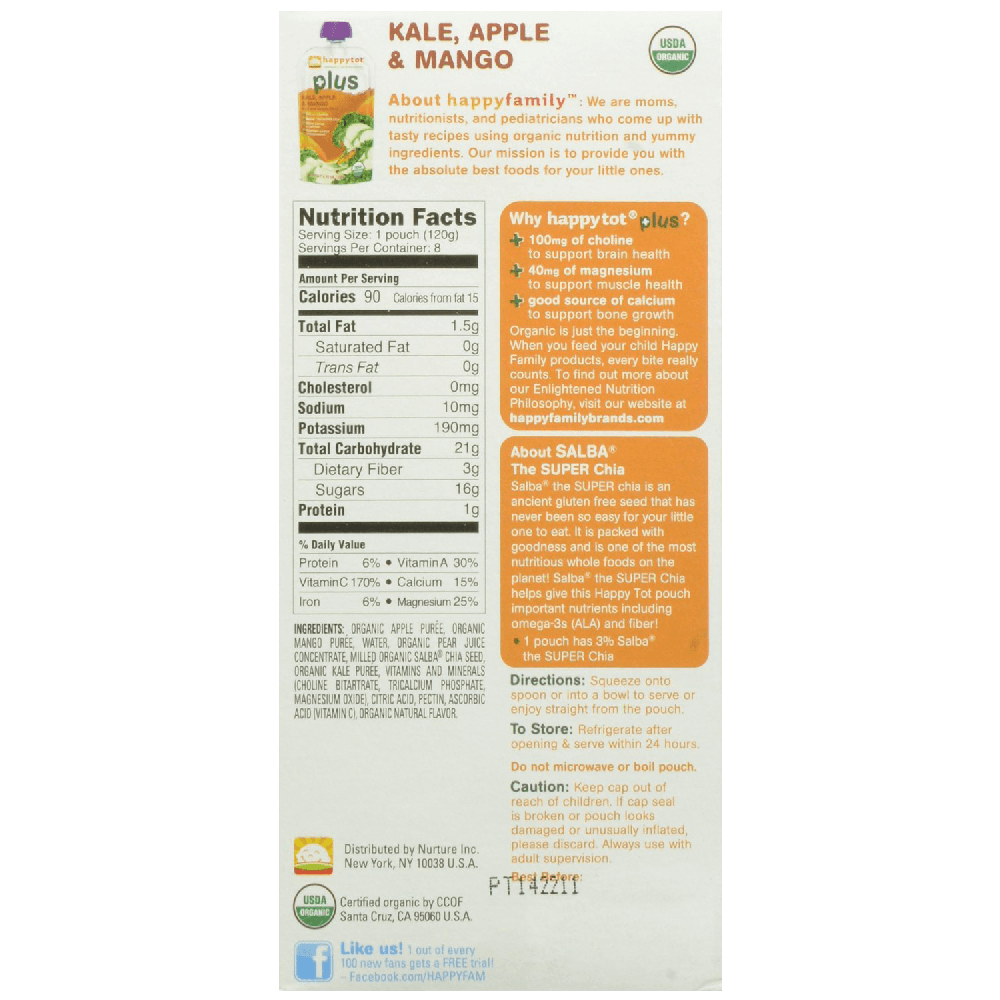 KALE, APPLE
& MANGO
USDA
ORGANIC
happytot
plus
KALE, APPLE
& MANGO
About happyfamily™: We are moms,
nutritionists, and pediatricians who come up with
tasty recipes using organic nutrition and yummy
ingredients. Our mission is to provide you with
the absolute best foods for your little ones.
Nutrition Facts
Serving Size: 1 pouch (120g)
Servings Per Container: 8
Amount Per Serving
Calories 90 Calories from fat 15
Total Fat 1.5g
Saturated Fat 0g
Trans Fat 0g
Cholesterol 0mg
Sodium 10mg
Potassium 190mg
Total Carbohydrate 21g
Dietary Fiber 3g
Sugars 16g
Protein 1g
% Daily Value
Protein 6% • Vitamin A 30%
Vitamin C 170% • Calcium 15%
Iron 6% • Magnesium 25%
INGREDIENTS: ORGANIC APPLE PURÉE, ORGANIC
MANGO PURÉE, WATER, ORGANIC PEAR JUICE
CONCENTRATE, MILLED ORGANIC SALBA® CHIA SEED,
ORGANIC KALE PUREE, VITAMINS AND MINERALS
(CHOLINE BITARTRATE, TRICALCIUM PHOSPHATE,
MAGNESIUM OXIDE), CITRIC ACID, PECTIN, ASCORBIC
ACID (VITAMIN C), ORGANIC NATURAL FLAVOR.
Why happytot® plus?
100mg of choline
to support brain health
40mg of magnesium
to support muscle health
good source of calcium
to support bone growth
Organic is just the beginning.
When you feed your child Happy
Family products, every bite really
counts. To find out more about
our Enlightened Nutrition
Philosophy, visit our website at
happyfamilybrands.com
About SALBA®
The SUPER Chia
Salba® the SUPER chia is an
ancient gluten free seed that has
never been so easy for your little
one to eat. It is packed with
goodness and is one of the most
nutritious whole foods on the
planet! Salba® the SUPER Chia
helps give this Happy Tot pouch
important nutrients including
omega-3s (ALA) and fiber!
• 1 pouch has 3% Salba®
the SUPER Chia
Directions: Squeeze onto
spoon or into a bowl to serve or
enjoy straight from the pouch.
To Store: Refrigerate after
opening & serve within 24 hours.
Do not microwave or boil pouch.
Caution: Keep cap out of
reach of children. If cap seal
is broken or pouch looks
damaged or unusually inflated,
please discard. Always use with
adult supervision.
Best Before:
PT142211
Distributed by Nurture Inc.
New York, NY 10038 U.S.A.
USDA
ORGANIC
Certified organic by CCOF
Santa Cruz, CA 95060 U.S.A.
f
Like us! 1 out of every
100 new fans gets a FREE trial!
– Facebook.com/HAPPYFAM